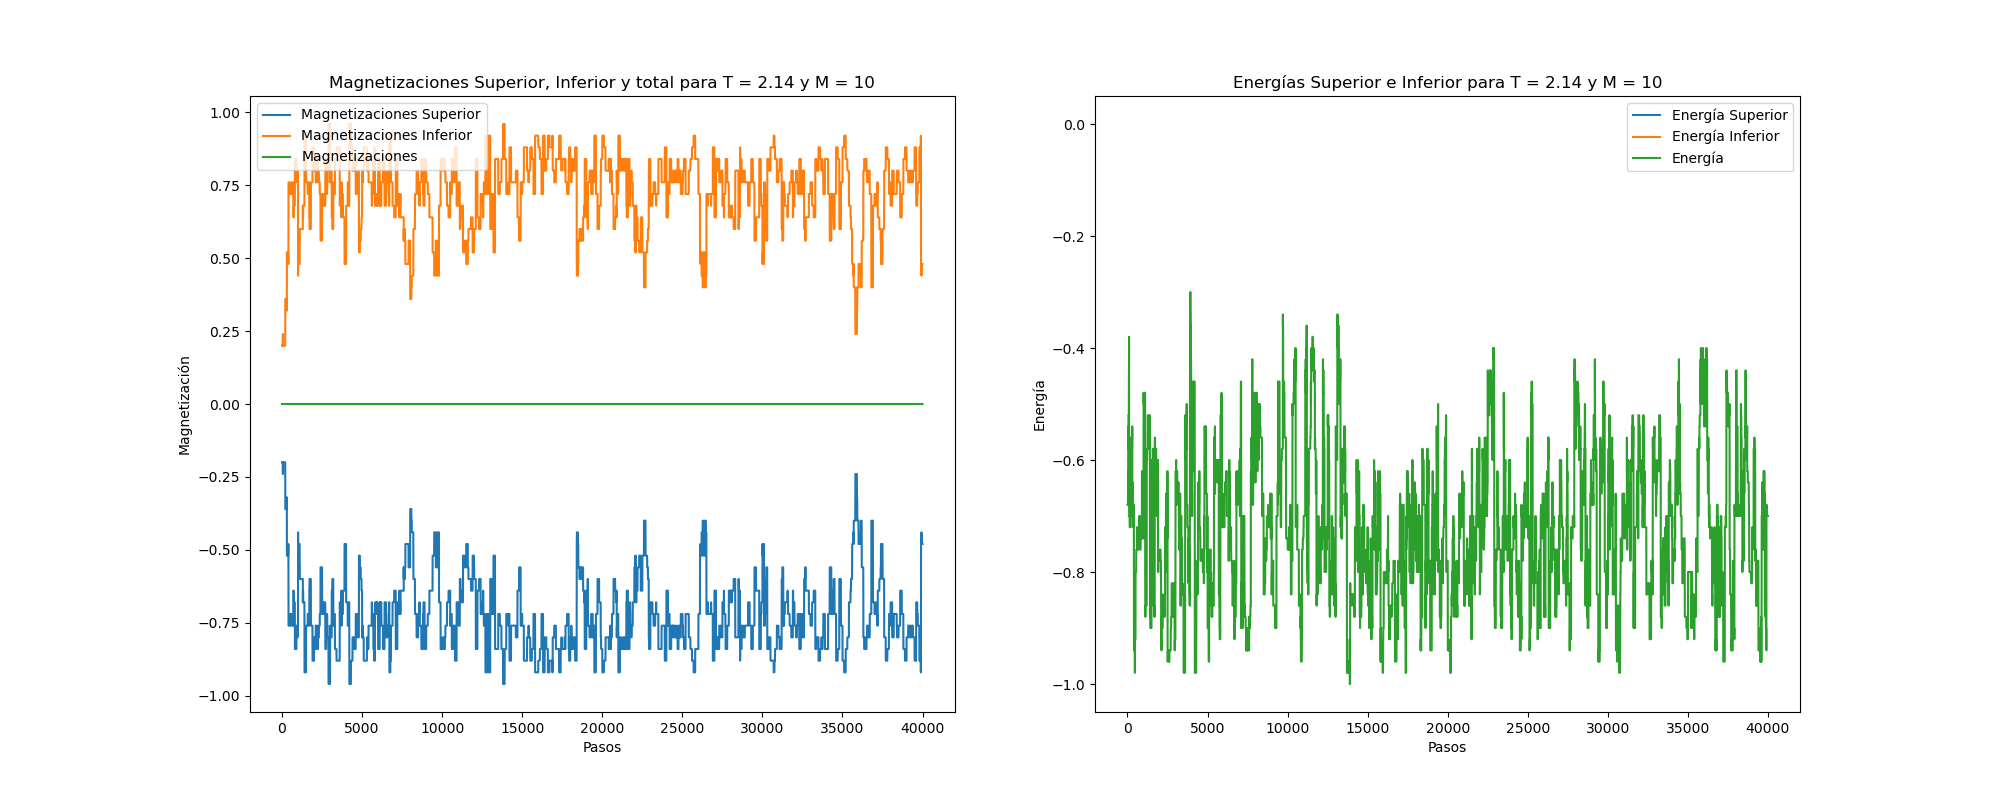 Magnetizaciones Superior, Inferior y total para T = 2.14 y M = 10
Magnetizaciones Superior
Magnetizaciones Inferior
Magnetizaciones
1.00
0.75
0.50
0.25
0.00
−0.25
−0.50
−0.75
−1.00
Magnetización
0
5000
10000
15000
20000
25000
30000
35000
40000
Pasos
Energías Superior e Inferior para T = 2.14 y M = 10
Energía Superior
Energía Inferior
Energía
0.0
−0.2
−0.4
−0.6
−0.8
−1.0
Energía
0
5000
10000
15000
20000
25000
30000
35000
40000
Pasos